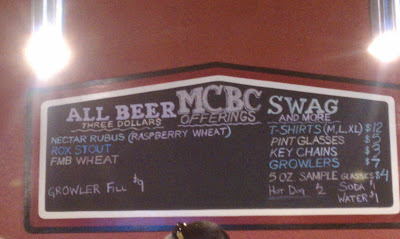 MCBC
OFFERINGS
ALL BEER
THREE DOLLARS
NECTAR RUBUS (RASPBERRY WHEAT)
ROX STOUT
FMB WHEAT
GROWLER FILL $9
SWAG
AND MORE
T-SHIRTS (M,L,XL) $12
PINT GLASSES $5
KEY CHAINS $3
GROWLERS $7
5 OZ SAMPLE GLASSES $4
HOT DOG $2
SODA $1
WATER $1